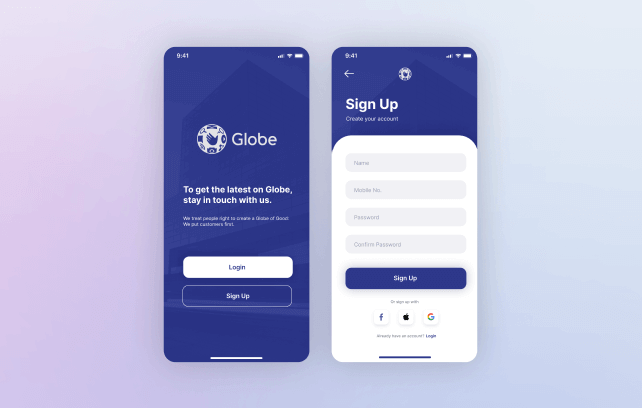 9:41
Globe
To get the latest on Globe,
stay in touch with us.
We treat people right to create a Globe of Good.
We put customers first.
Login
Sign Up
9:41
Sign Up
Create your account
Name
Mobile No.
Password
Confirm Password
Sign Up
Or sign up with
Already have an account? Login